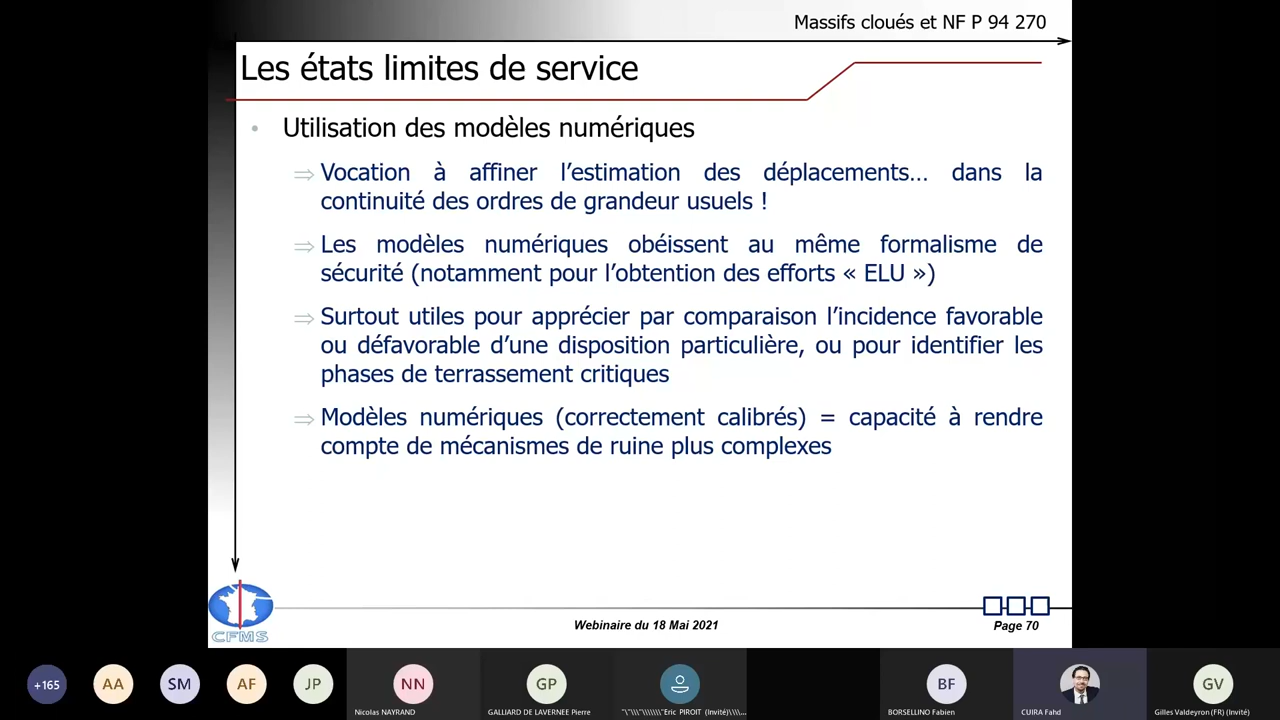 Massifs cloués et NF P 94 270
Les états limites de service
• Utilisation des modèles numériques
⇒ Vocation à affiner l’estimation des déplacements… dans la
continuité des ordres de grandeur usuels !
⇒ Les modèles numériques obéissent au même formalisme de
sécurité (notamment pour l’obtention des efforts « ELU »)
⇒ Surtout utiles pour apprécier par comparaison l’incidence favorable
ou défavorable d’une disposition particulière, ou pour identifier les
phases de terrassement critiques
⇒ Modèles numériques (correctement calibrés) = capacité à rendre
compte de mécanismes de ruine plus complexes
CFMS
Webinaire du 18 Mai 2021
Page 70
+165
AA
SM
AF
JP
NN
GP
BF
GV
Nicolas NAYRAND
GALLIARD DE LAVERNEE Pierre
"\"\\\"\\\\\\\"Eric PIROIT (Invité)\\\...
BORSELLINO Fabien
CUIRA Fahd
Gilles Valdeyron (FR) (Invité)